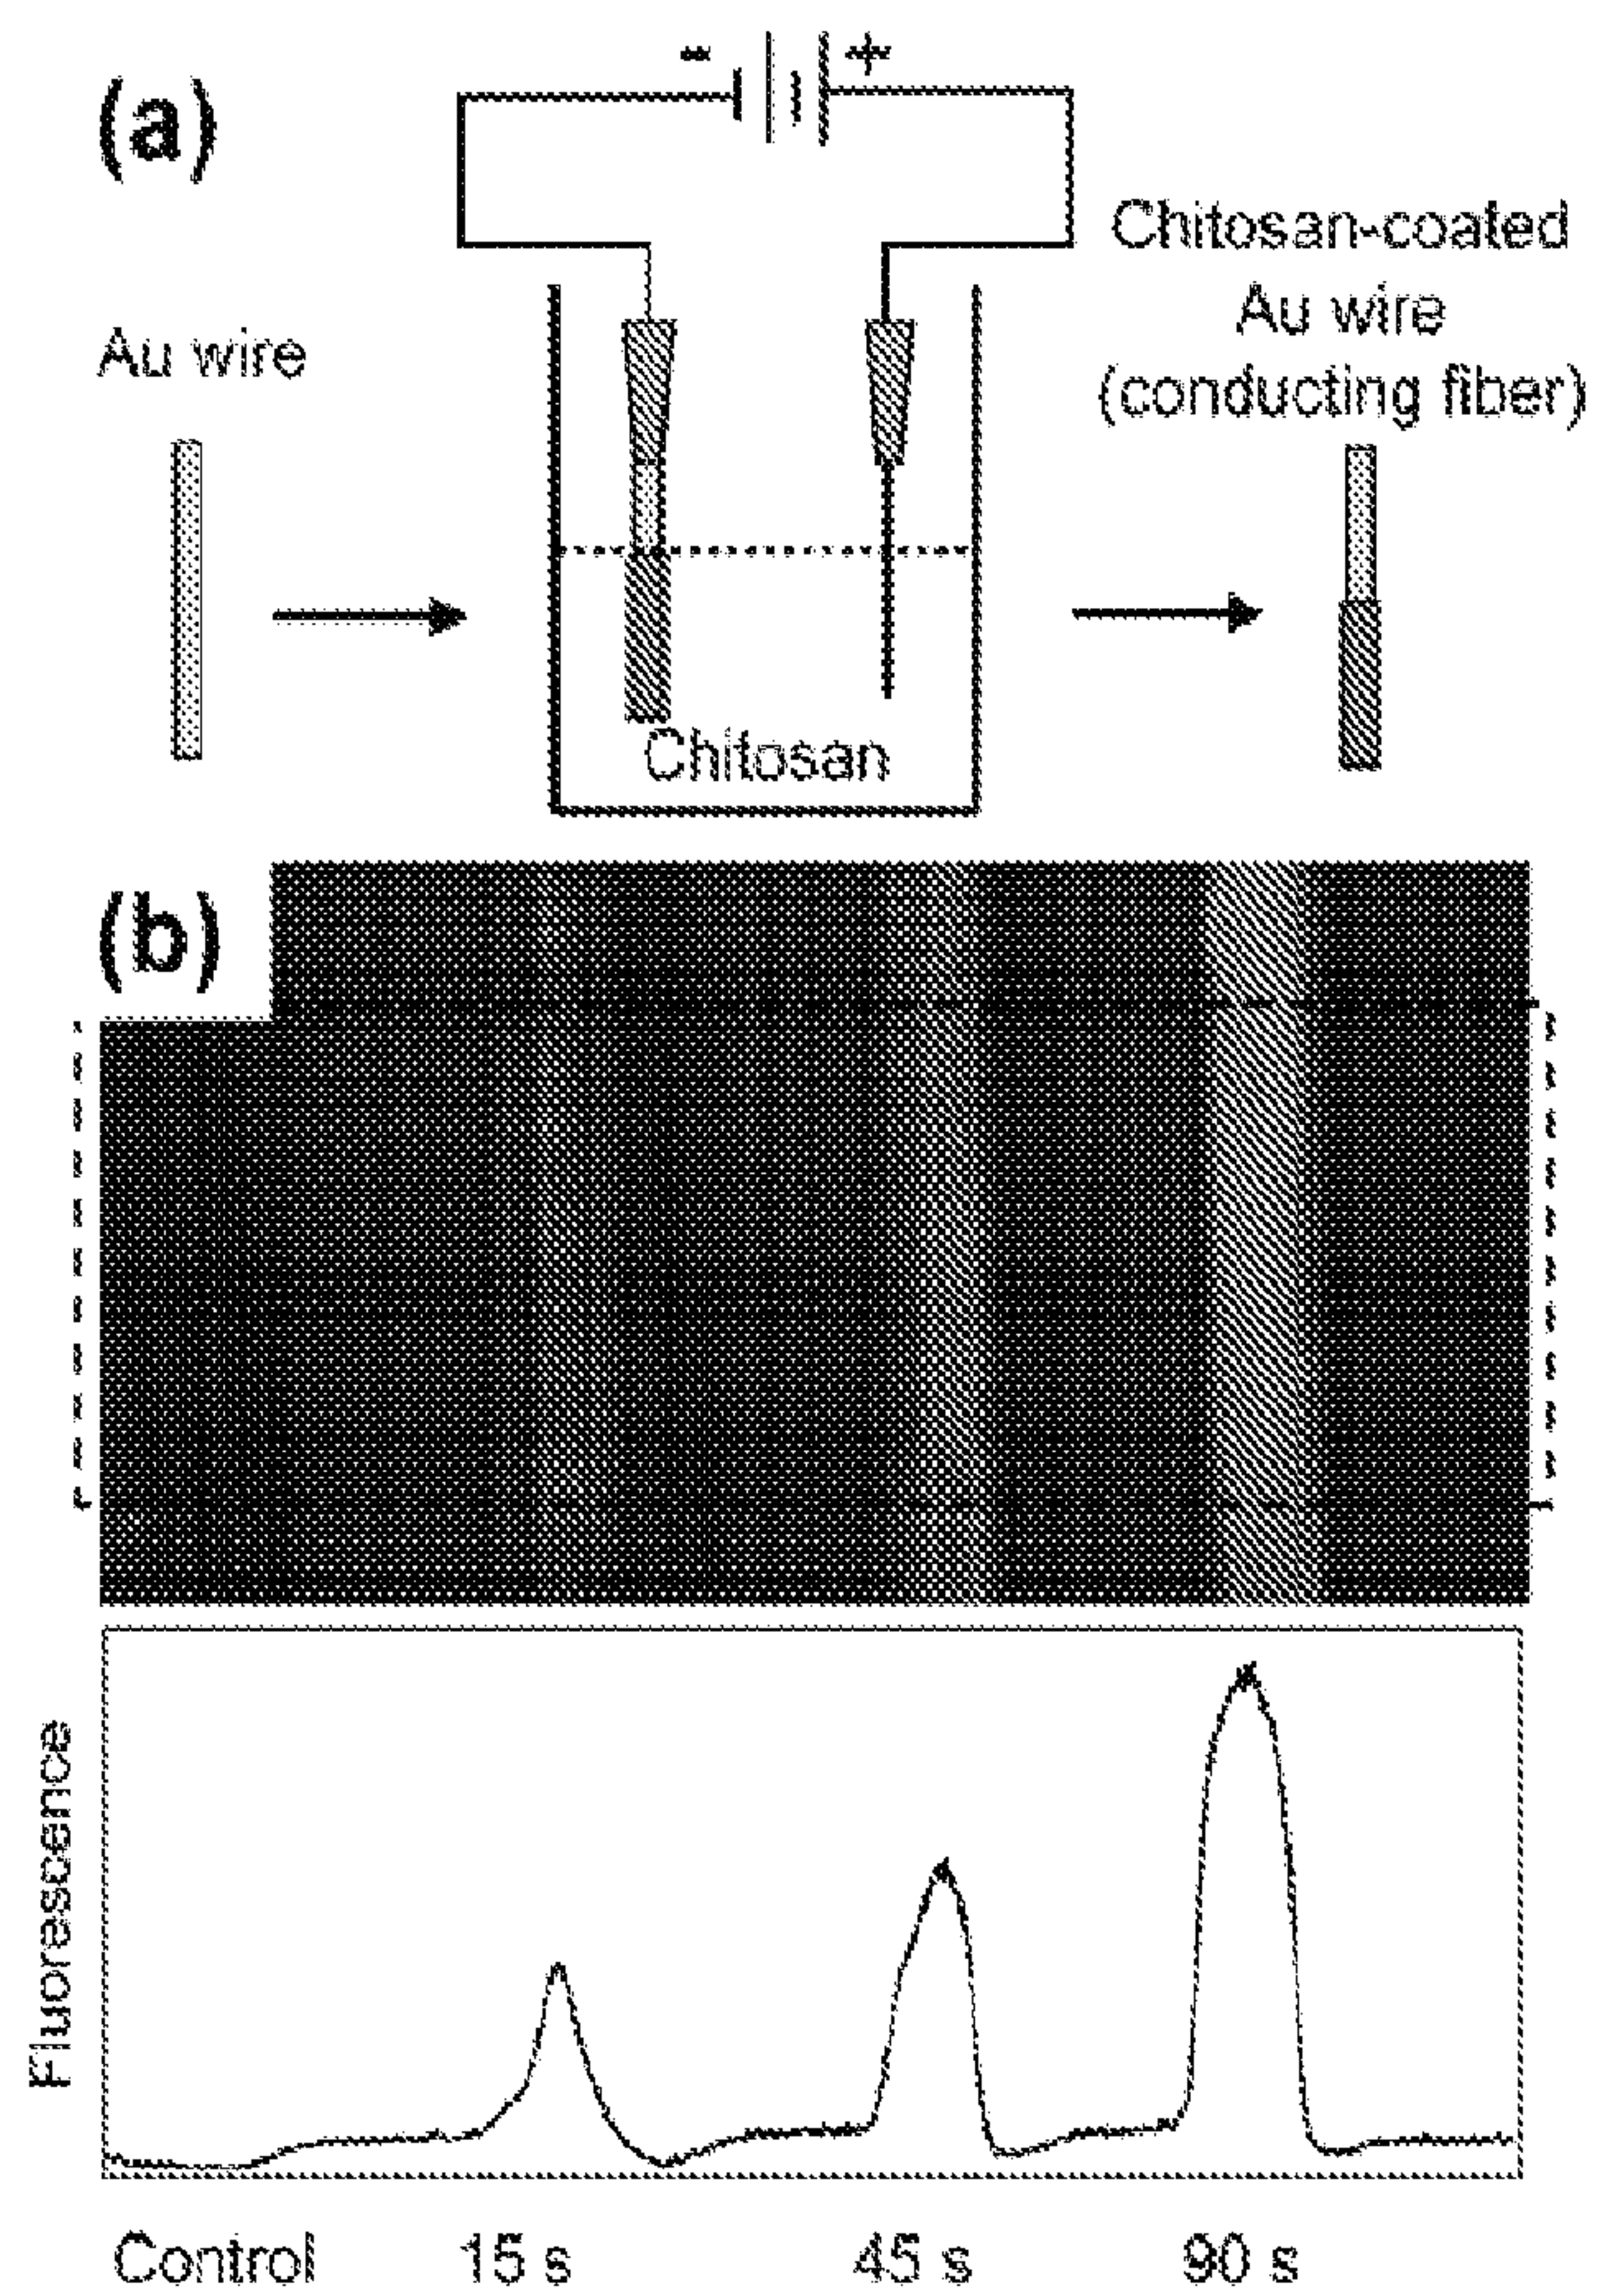 (a)
- +
Au wire
Chitosan-coated
Au wire
(conducting fiber)
Chitosan
(b)
Fluorescence
Control 15 s 45 s 90 s